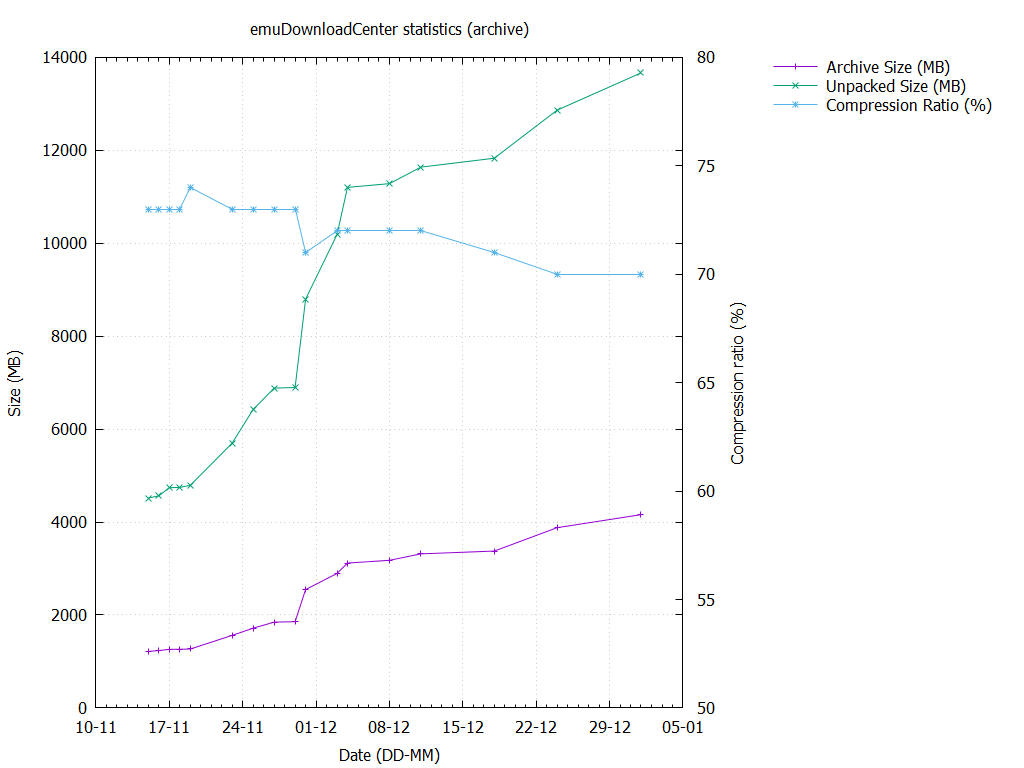 emuDownloadCenter statistics (archive)
Archive Size (MB)
Unpacked Size (MB)
Compression Ratio (%)
14000
12000
10000
8000
6000
4000
2000
0
Size (MB)
80
75
70
65
60
55
50
Compression ratio (%)
10-11 17-11 24-11 01-12 08-12 15-12 22-12 29-12 05-01
Date (DD-MM)